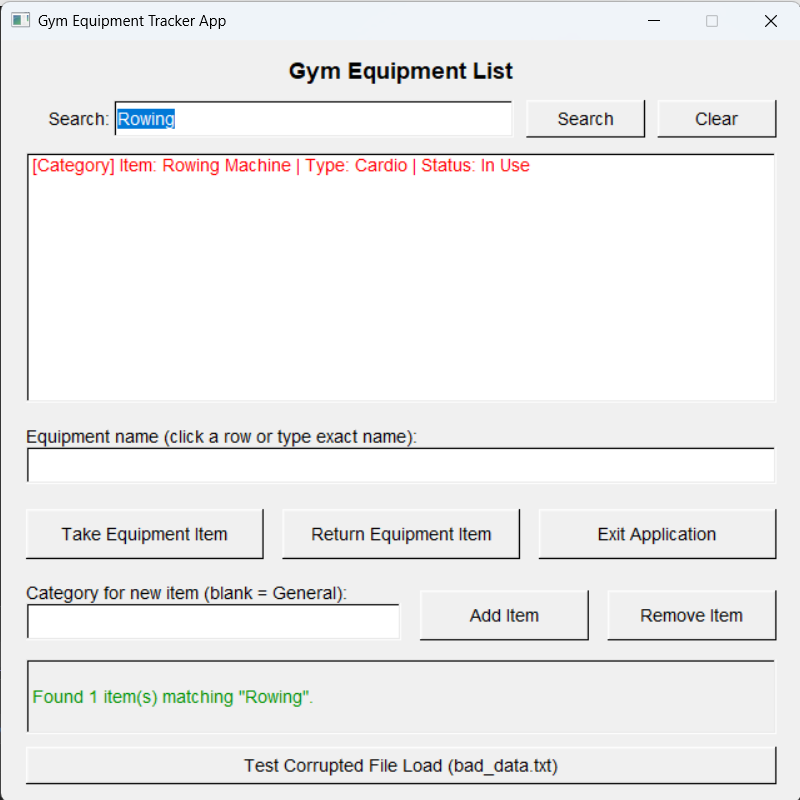 Gym Equipment Tracker App
Gym Equipment List
Search: Rowing Search Clear
[Category] Item: Rowing Machine | Type: Cardio | Status: In Use
Equipment name (click a row or type exact name):
Take Equipment Item Return Equipment Item Exit Application
Category for new item (blank = General):
Add Item Remove Item
Found 1 item(s) matching "Rowing".
Test Corrupted File Load (bad_data.txt)